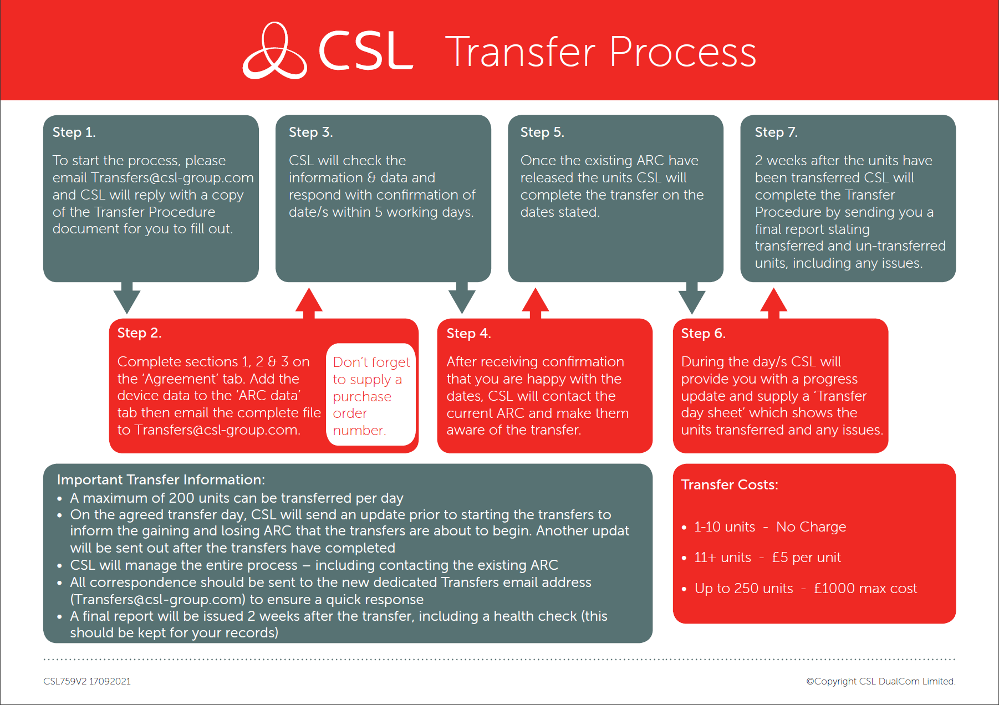 CSL Transfer Process
Step 1.
To start the process, please
email Transfers@csl-group.com
and CSL will reply with a copy
of the Transfer Procedure
document for you to fill out.
Step 2.
Complete sections 1, 2 & 3 on
the ‘Agreement’ tab. Add the
device data to the ‘ARC data’
tab then email the complete file
to Transfers@csl-group.com.
Don’t forget
to supply a
purchase
order
number.
Step 3.
CSL will check the
information & data and
respond with confirmation of
date/s within 5 working days.
Step 4.
After receiving confirmation
that you are happy with the
dates, CSL will contact the
current ARC and make them
aware of the transfer.
Step 5.
Once the existing ARC have
released the units CSL will
complete the transfer on the
dates stated.
Step 6.
During the day/s CSL will
provide you with a progress
update and supply a ‘Transfer
day sheet’ which shows the
units transferred and any issues.
Step 7.
2 weeks after the units have
been transferred CSL will
complete the Transfer
Procedure by sending you a
final report stating
transferred and un-transferred
units, including any issues.
Important Transfer Information:
• A maximum of 200 units can be transferred per day
• On the agreed transfer day, CSL will send an update prior to starting the transfers to
inform the gaining and losing ARC that the transfers are about to begin. Another updat
will be sent out after the transfers have completed
• CSL will manage the entire process – including contacting the existing ARC
• All correspondence should be sent to the new dedicated Transfers email address
(Transfers@csl-group.com) to ensure a quick response
• A final report will be issued 2 weeks after the transfer, including a health check (this
should be kept for your records)
Transfer Costs:
• 1-10 units - No Charge
• 11+ units - £5 per unit
• Up to 250 units - £1000 max cost
CSL759V2 17092021
©Copyright CSL DualCom Limited.